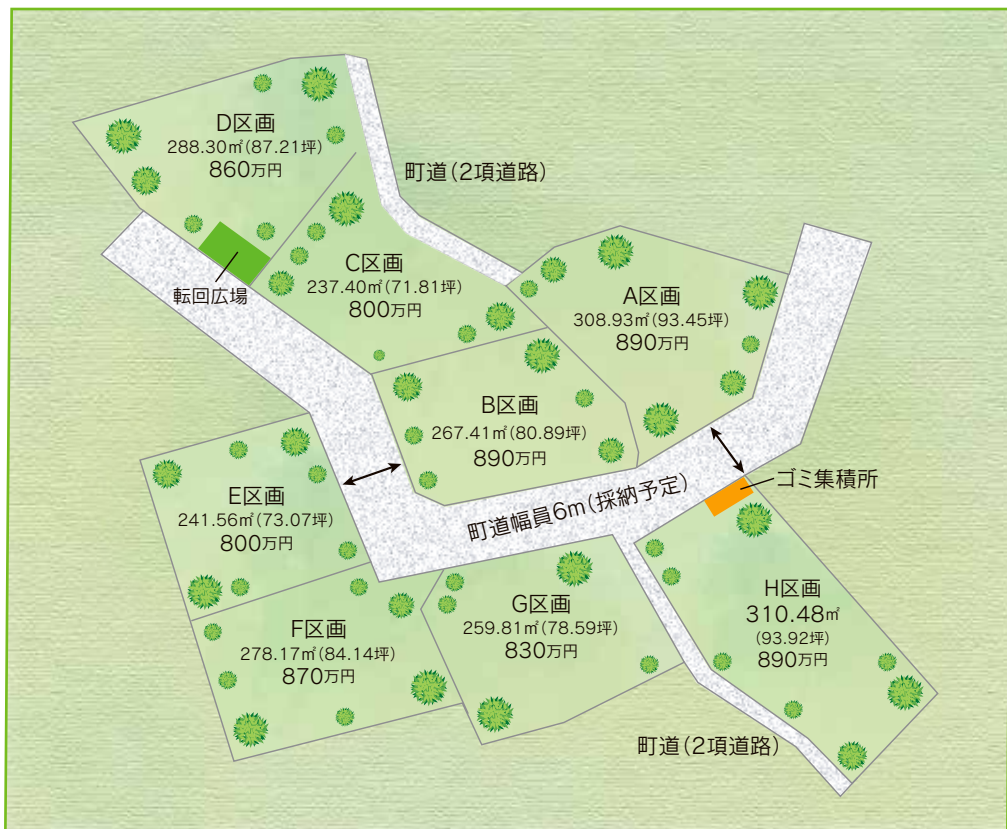 D区画
288.30㎡(87.21坪)
860万円
町道(2項道路)
転回広場
C区画
237.40㎡(71.81坪)
800万円
A区画
308.93㎡(93.45坪)
890万円
B区画
267.41㎡(80.89坪)
890万円
町道幅員6m(採納予定)
ゴミ集積所
E区画
241.56㎡(73.07坪)
800万円
F区画
278.17㎡(84.14坪)
870万円
G区画
259.81㎡(78.59坪)
830万円
H区画
310.48㎡
(93.92坪)
890万円
町道(2項道路)